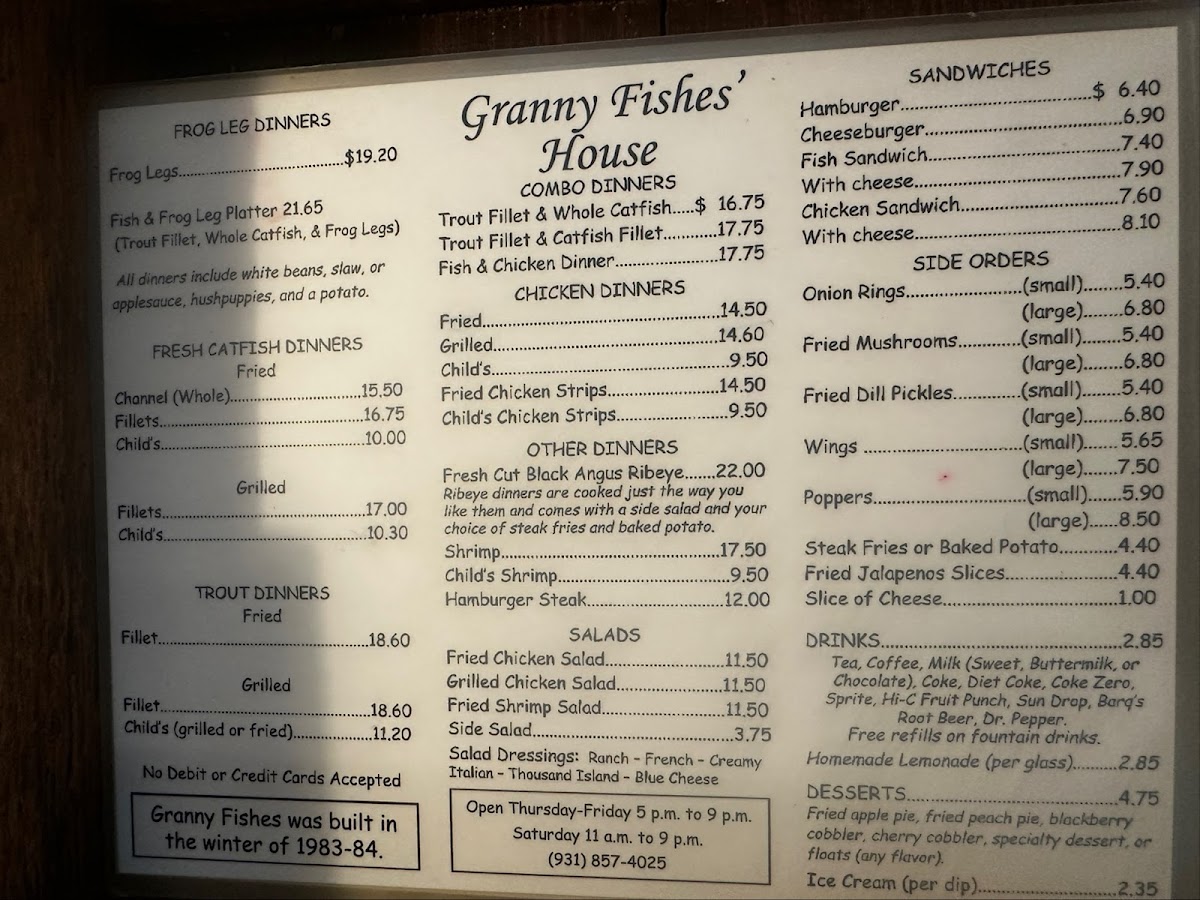 FROG LEG DINNERS
Frog Legs..............................$19.20
Fish & Frog Leg Platter 21.65
(Trout Fillet, Whole Catfish, & Frog Legs)
All dinners include white beans, slaw, or
applesauce, hushpuppies, and a potato.
FRESH CATFISH DINNERS
Fried
Channel (Whole)........................15.50
Fillets......................................16.75
Child's......................................10.00
Grilled
Fillets......................................17.00
Child's......................................10.30
TROUT DINNERS
Fried
Fillet........................................18.60
Grilled
Fillet........................................18.60
Child's (grilled or fried)...............11.20
No Debit or Credit Cards Accepted
Granny Fishes was built in
the winter of 1983-84.
Granny Fishes'
House
COMBO DINNERS
Trout Fillet & Whole Catfish.....$ 16.75
Trout Fillet & Catfish Fillet...........17.75
Fish & Chicken Dinner.....................17.75
CHICKEN DINNERS
Fried...........................................14.50
Grilled.........................................14.60
Child's..........................................9.50
Fried Chicken Strips.......................14.50
Child's Chicken Strips......................9.50
OTHER DINNERS
Fresh Cut Black Angus Ribeye......22.00
Ribeye dinners are cooked just the way you
like them and comes with a side salad and your
choice of steak fries and baked potato.
Shrimp.........................................17.50
Child's Shrimp................................9.50
Hamburger Steak..........................12.00
SALADS
Fried Chicken Salad.......................11.50
Grilled Chicken Salad.....................11.50
Fried Shrimp Salad........................11.50
Side Salad.....................................3.75
Salad Dressings: Ranch - French - Creamy
Italian - Thousand Island - Blue Cheese
Open Thursday-Friday 5 p.m. to 9 p.m.
Saturday 11 a.m. to 9 p.m.
(931) 857-4025
SANDWICHES
Hamburger...................................$ 6.40
Cheeseburger....................................6.90
Fish Sandwich...................................7.40
With cheese......................................7.90
Chicken Sandwich.............................7.60
With cheese......................................8.10
SIDE ORDERS
Onion Rings......................(small).......5.40
(large).......6.80
Fried Mushrooms............(small).......5.40
(large).......6.80
Fried Dill Pickles.............(small).......5.40
(large).......6.80
Wings .............................(small)......5.65
(large).......7.50
Poppers............................(small)......5.90
(large)......8.50
Steak Fries or Baked Potato............4.40
Fried Jalapenos Slices.....................4.40
Slice of Cheese...............................1.00
DRINKS.........................................2.85
Tea, Coffee, Milk (Sweet, Buttermilk, or
Chocolate), Coke, Diet Coke, Coke Zero,
Sprite, Hi-C Fruit Punch, Sun Drop, Barq's
Root Beer, Dr. Pepper.
Free refills on fountain drinks.
Homemade Lemonade (per glass)........2.85
DESSERTS.....................................4.75
Fried apple pie, fried peach pie, blackberry
cobbler, cherry cobbler, specialty dessert, or
floats (any flavor).
Ice Cream (per dip).........................2.35